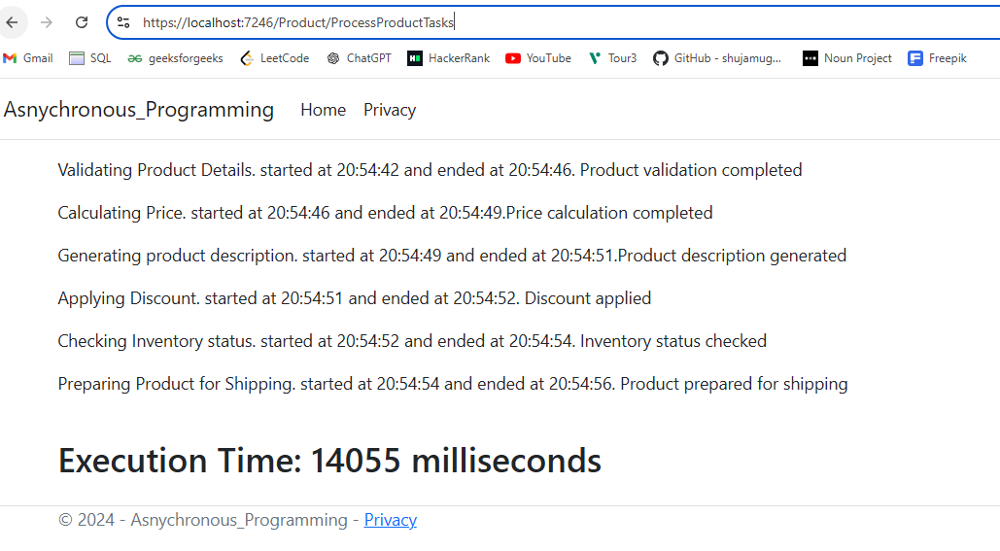 https://localhost:7246/Product/ProcessProductTasks
Gmail SQL geeksforgeeks LeetCode ChatGPT HackerRank YouTube Tour3 GitHub - shujamug... Noun Project Freepik
Asnychronous_Programming Home Privacy
Validating Product Details. started at 20:54:42 and ended at 20:54:46. Product validation completed
Calculating Price. started at 20:54:46 and ended at 20:54:49.Price calculation completed
Generating product description. started at 20:54:49 and ended at 20:54:51.Product description generated
Applying Discount. started at 20:54:51 and ended at 20:54:52. Discount applied
Checking Inventory status. started at 20:54:52 and ended at 20:54:54. Inventory status checked
Preparing Product for Shipping. started at 20:54:54 and ended at 20:54:56. Product prepared for shipping
Execution Time: 14055 milliseconds
© 2024 - Asnychronous_Programming - Privacy